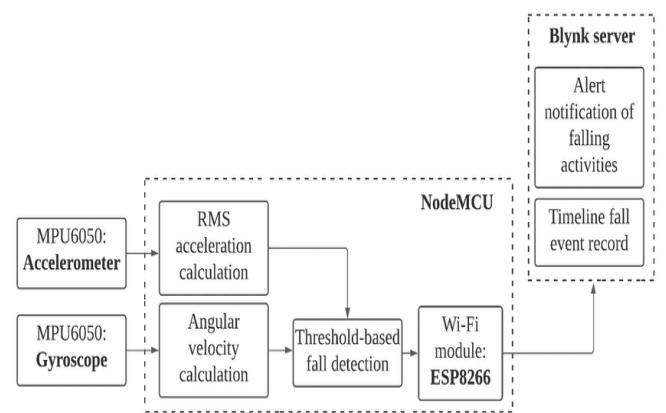 Blynk server
Alert
notification of
falling
activities
Timeline fall
event record
NodeMCU
MPU6050:
Accelerometer
RMS
acceleration
calculation
MPU6050:
Gyroscope
Angular
velocity
calculation
Threshold-based
fall detection
Wi-Fi
module:
ESP8266